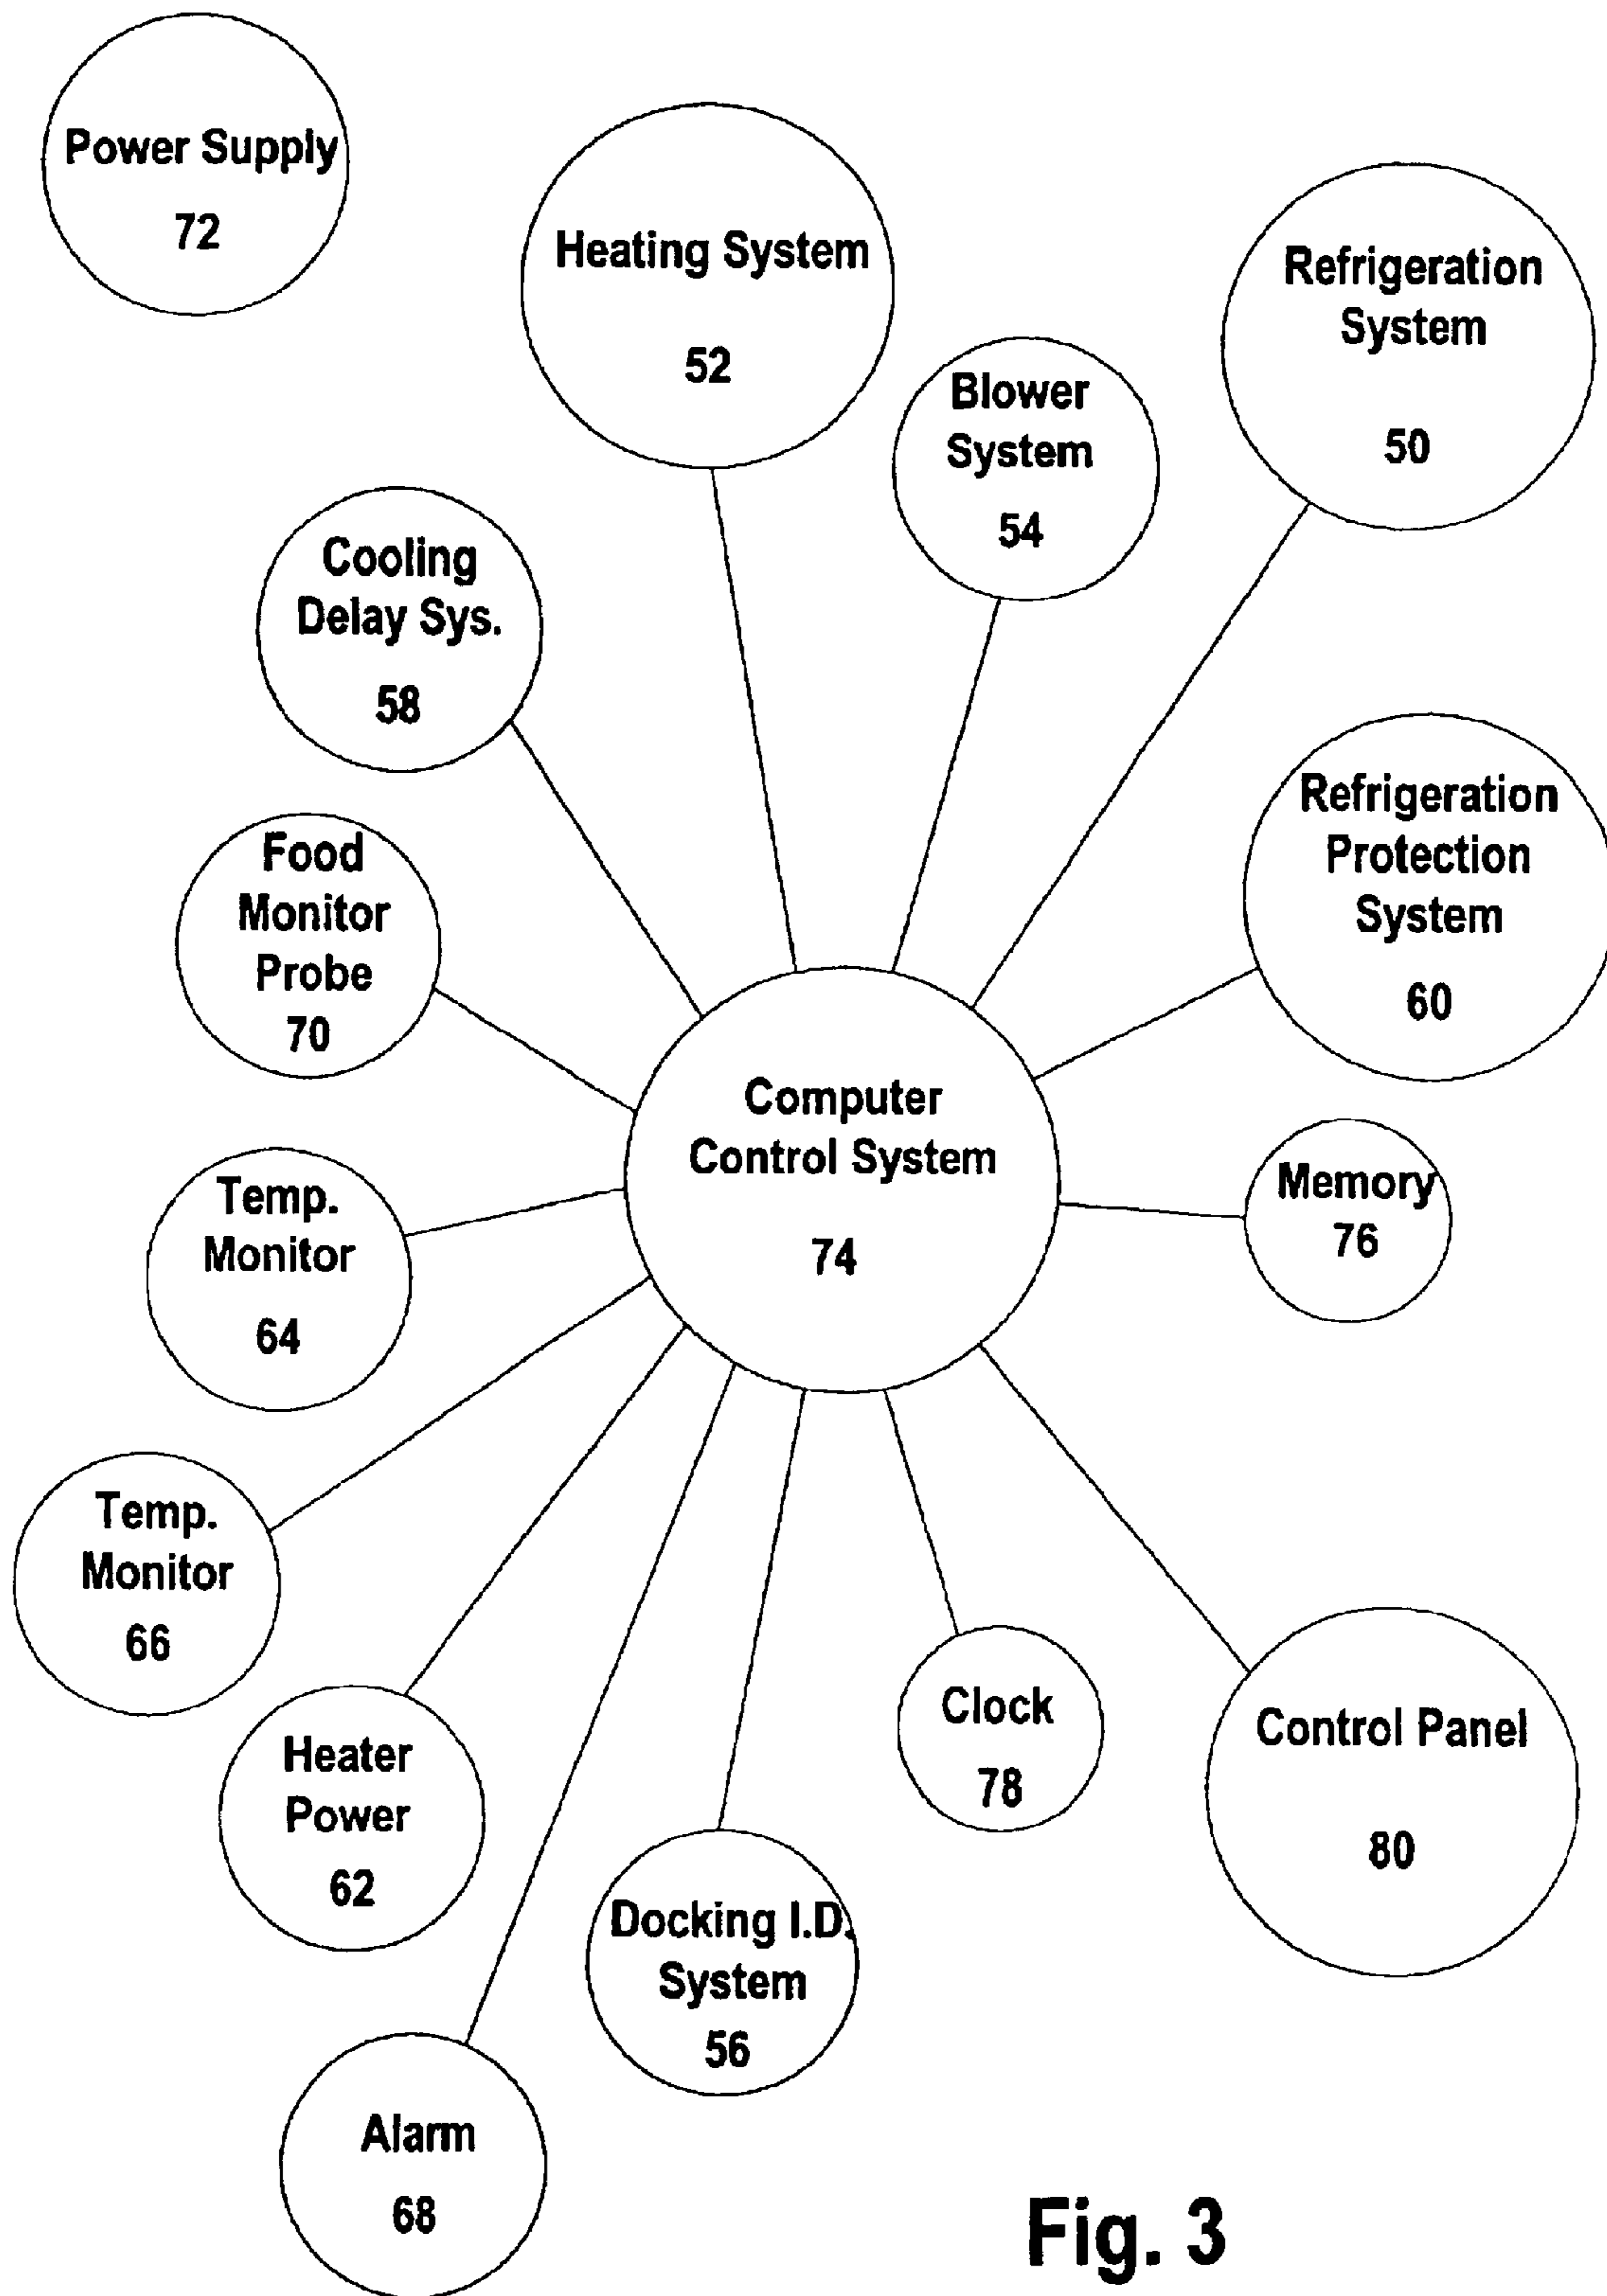 Power Supply
72
Heating System
52
Refrigeration
System
50
Blower
System
54
Cooling
Delay Sys.
58
Refrigeration
Protection
System
60
Food
Monitor
Probe
70
Computer
Control System
74
Memory
76
Temp.
Monitor
64
Temp.
Monitor
66
Heater
Power
62
Clock
78
Control Panel
80
Docking I.D.
System
56
Alarm
68
Fig. 3